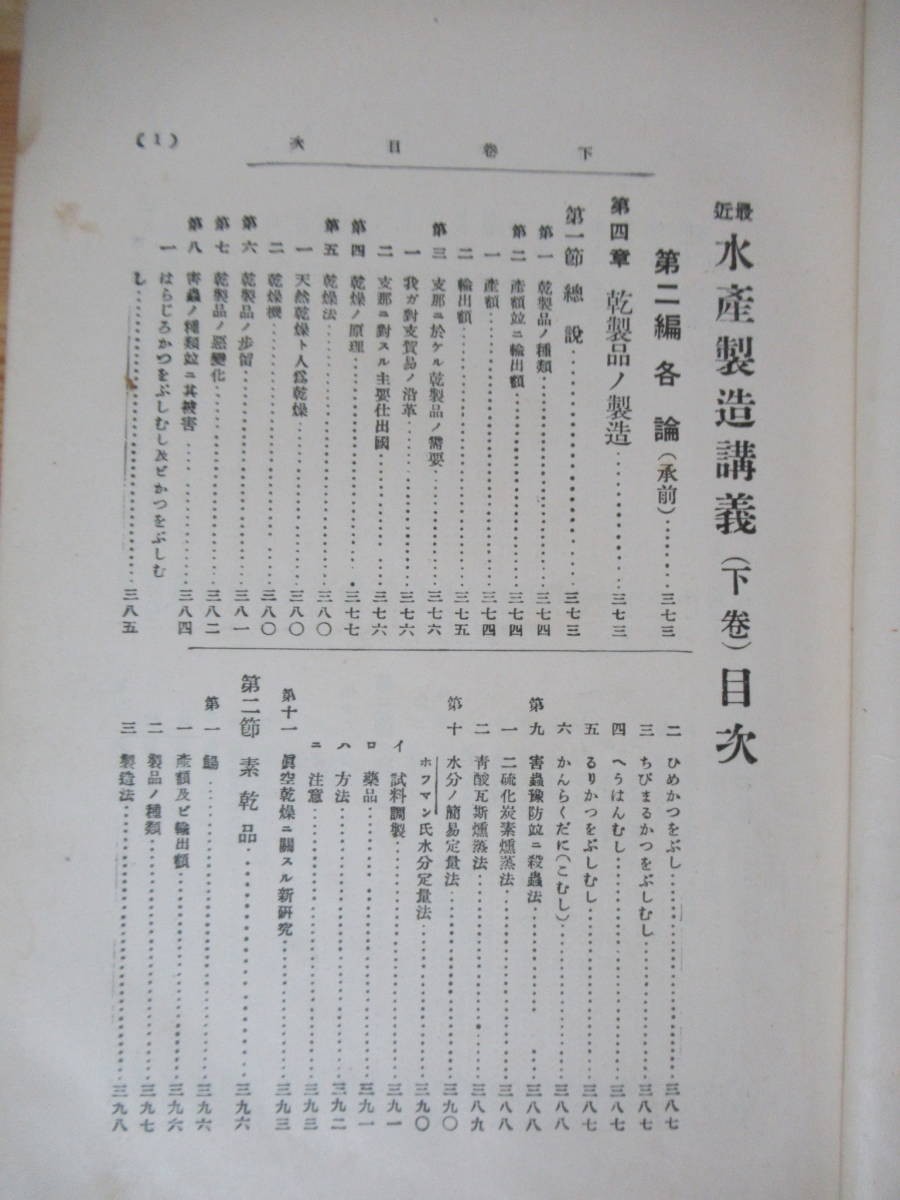 下卷目次
(1)
最近 水產製造講義(下卷)目次
第二編 各論(承前)……三七三
第四章 乾製品ノ製造……三七三
第一節 總說……三七三
第一 乾製品ノ種類……三七四
第二 產額竝ニ輸出額……三七四
一 產額……三七四
二 輸出額……三七五
第三 支那ニ於ケル乾製品ノ需要……三七六
一 我ガ對支貿易ノ沿革……三七六
二 支那ニ對スル主要仕出國……三七六
第四 乾燥ノ原理……三七七
第五 乾燥法……三八〇
一 天然乾燥ト人爲乾燥……三八〇
二 乾燥機……三八〇
第六 乾製品ノ步留……三八一
第七 乾製品ノ惡變化……三八二
第八 害蟲ノ種類竝ニ其被害……三八四
一 はらじろかつをぶしむし及ビかつをぶしむ
し……三八五
二 ひめかつをぶし……三八七
三 ちびまるかつをぶしむし……三八七
四 へうほんむし……三八七
五 るりかつをぶしむし……三八七
六 かんらくだに(こむし)……三八八
第九 害蟲豫防竝ニ殺蟲法……三八八
一 二硫化炭素燻蒸法……三八八
二 靑酸瓦斯燻蒸法……三八九
第十 水分ノ簡易定量法……三九〇
ホフマン氏水分定量法……三九〇
イ 試料調製……三九一
ロ 藥品……三九一
ハ 方法……三九二
ニ 注意……三九三
第十一 眞空乾燥ニ關スル新硏究……三九三
第二節 素乾品……三九六
第一 鯣……三九六
一 產額及ビ輸出額……三九六
二 製品ノ種類……三九七
三 製造法……三九八